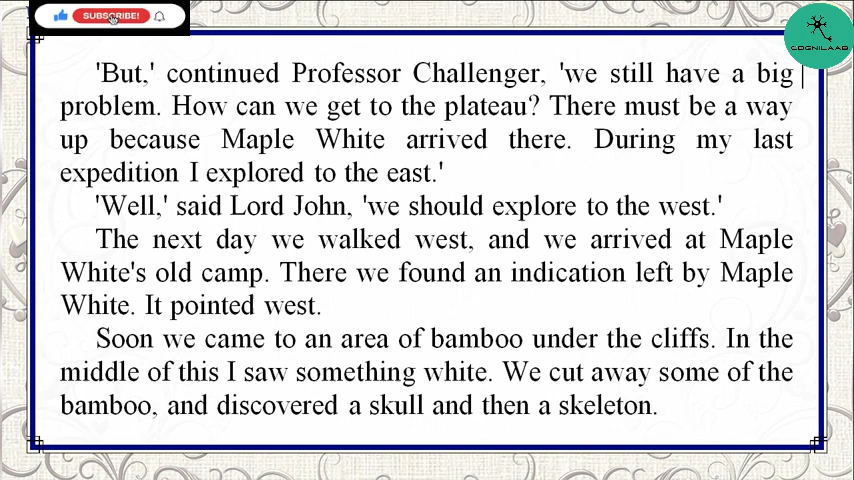 SUBSCRIBE!
COGNILAAB
'But,' continued Professor Challenger, 'we still have a big
problem. How can we get to the plateau? There must be a way
up because Maple White arrived there. During my last
expedition I explored to the east.'
'Well,' said Lord John, 'we should explore to the west.'
The next day we walked west, and we arrived at Maple
White's old camp. There we found an indication left by Maple
White. It pointed west.
Soon we came to an area of bamboo under the cliffs. In the
middle of this I saw something white. We cut away some of the
bamboo, and discovered a skull and then a skeleton.